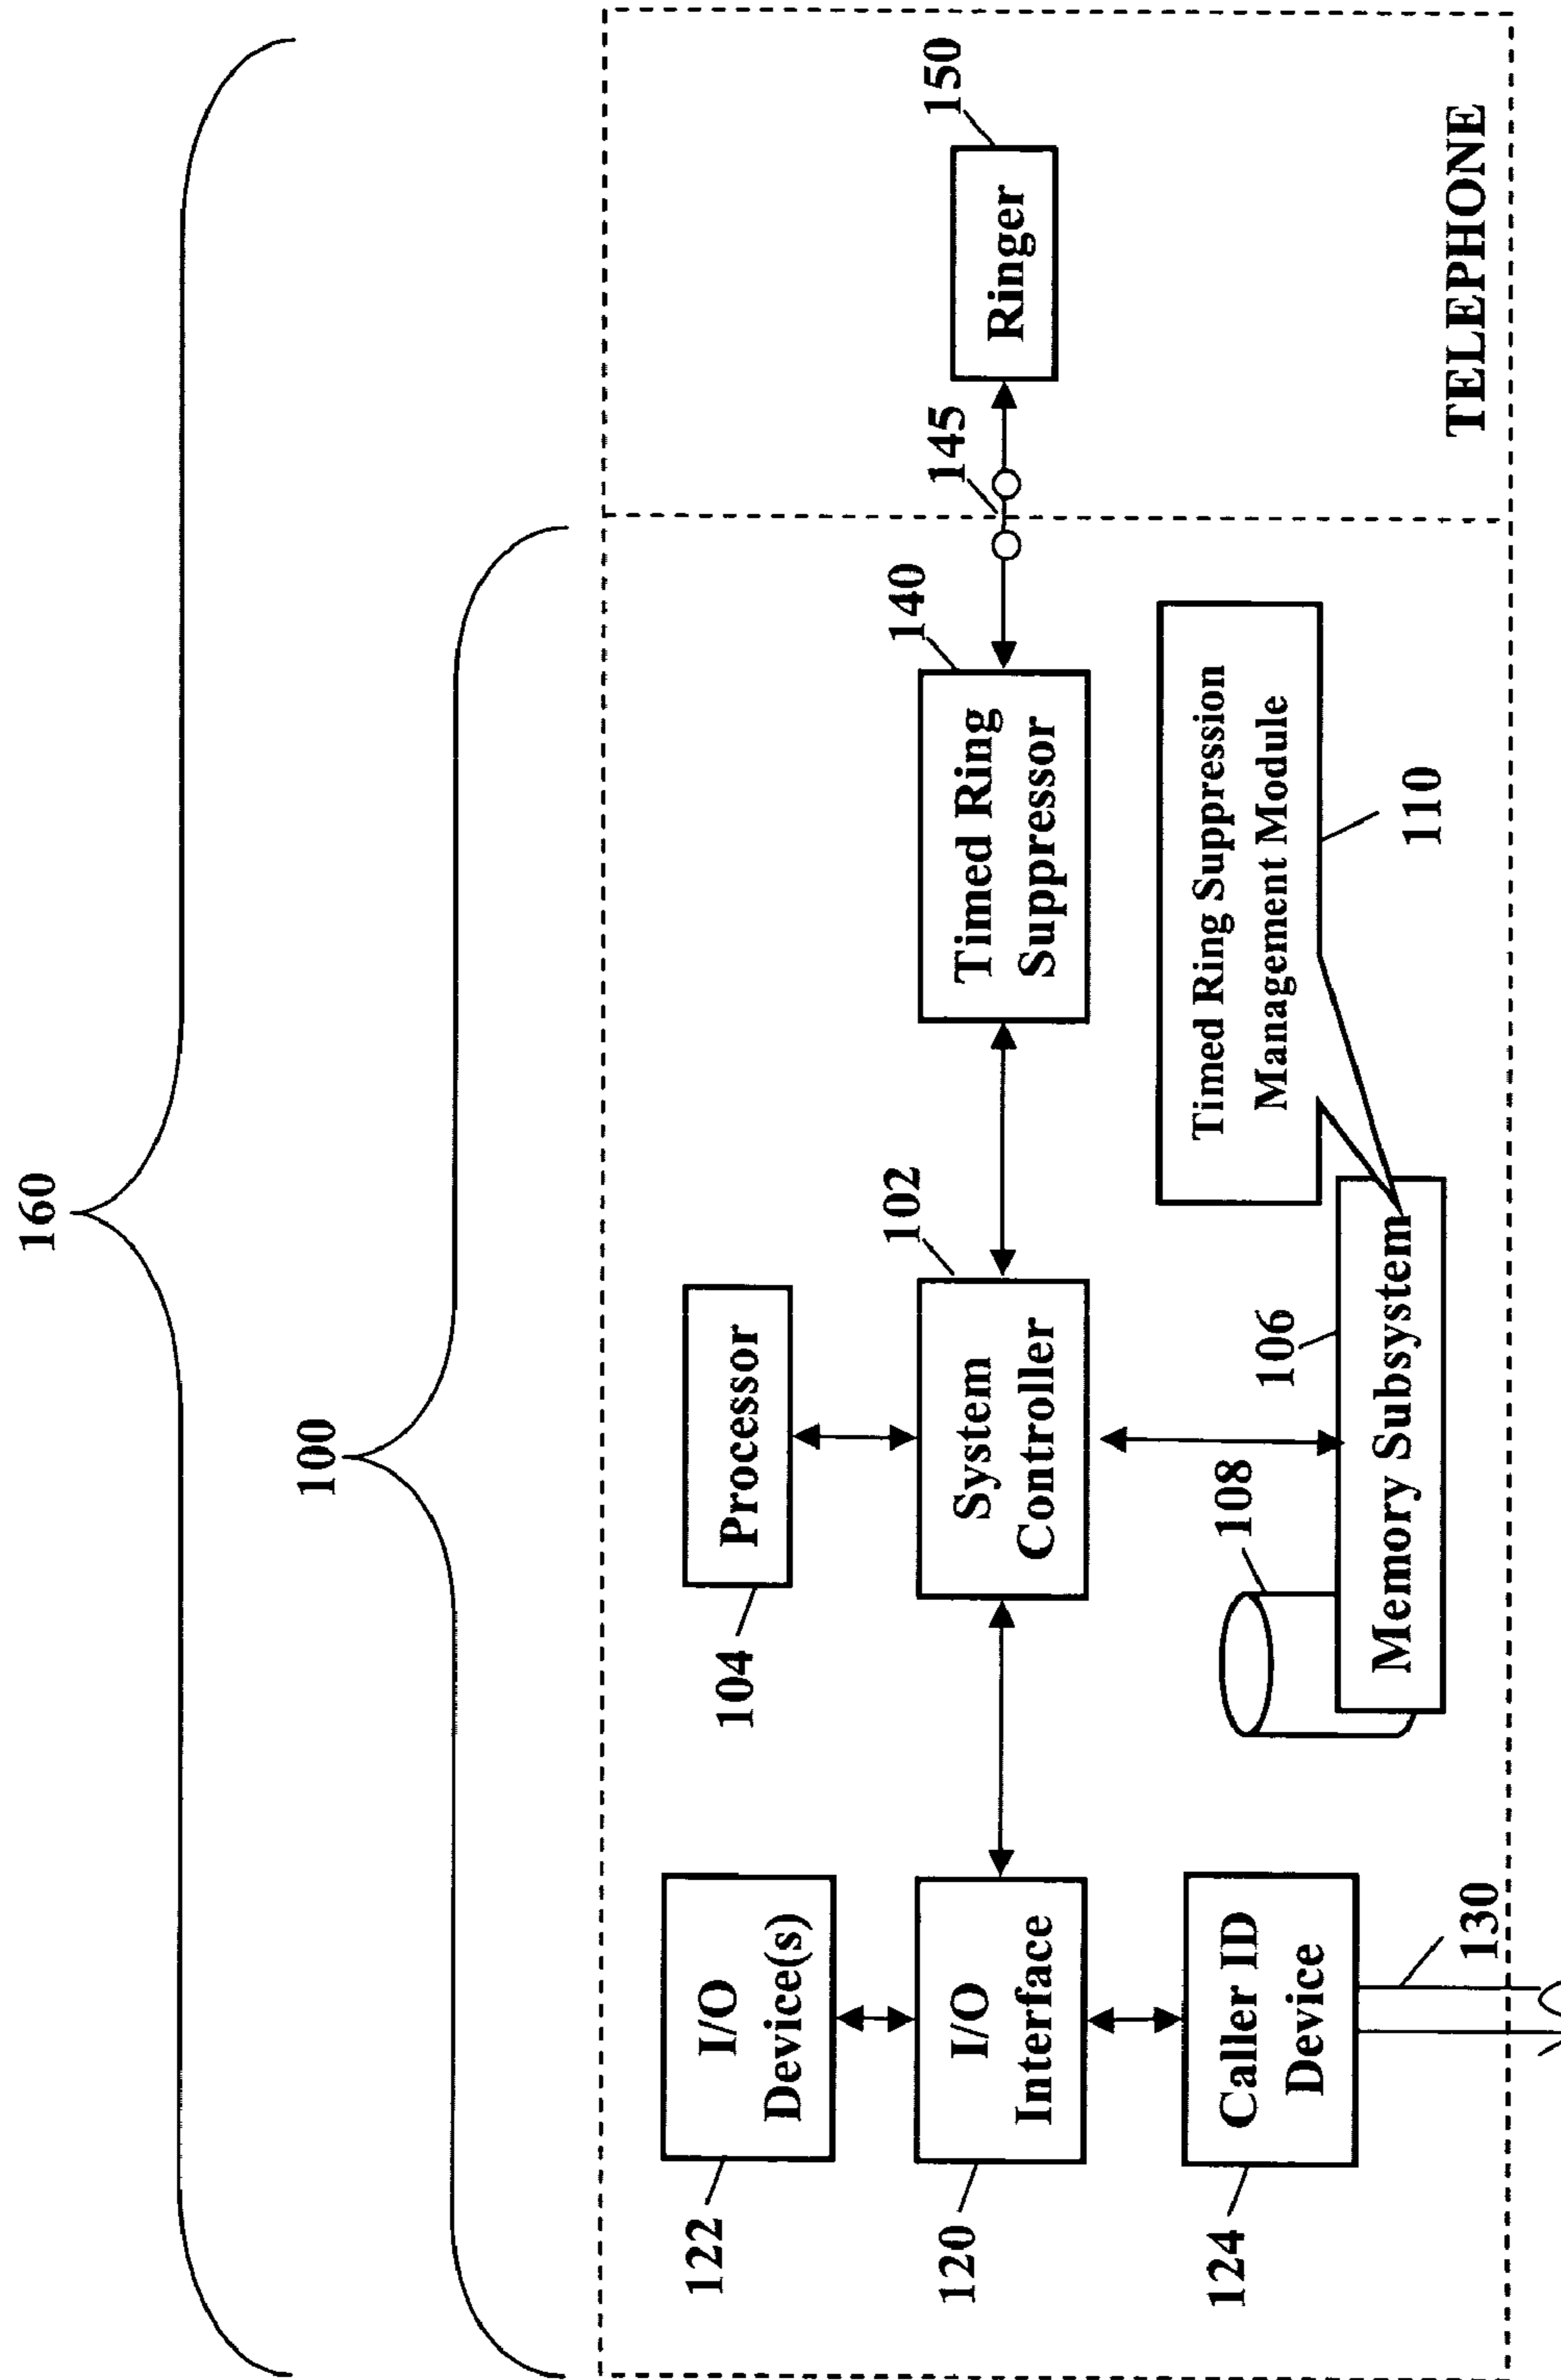 160
100
122
I/O
Device(s)
104
Processor
120
I/O
Interface
102
System
Controller
140
Timed Ring
Suppressor
145
150
Ringer
124
Caller ID
Device
130
108
106
Memory Subsystem
Timed Ring Suppression
Management Module
110
TELEPHONE